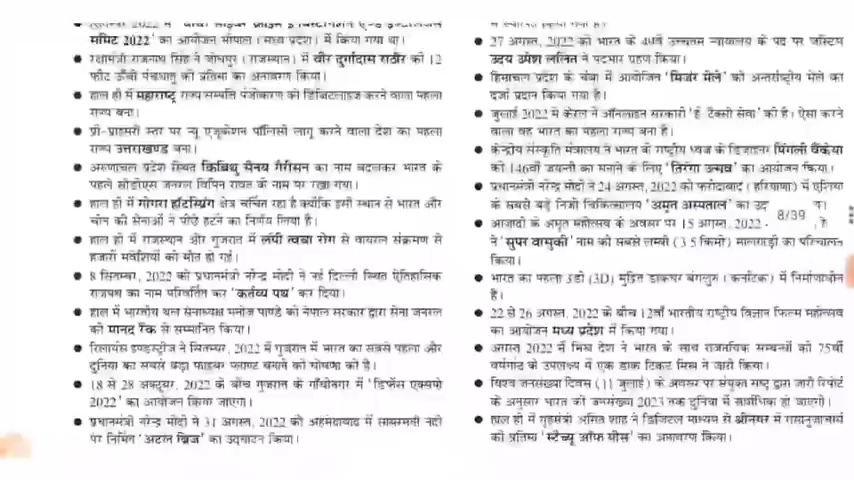 सितम्बर 2022 में
समिट 2022' का आयोजन भोपाल (मध्य प्रदेश) में किया गया था।
रक्षामंत्री राजनाथ सिंह ने जोधपुर (राजस्थान) में वीर दुर्गादास राठौर की 12
फीट ऊँची पंचधातु की प्रतिमा का अनावरण किया।
हाल ही में महाराष्ट्र राज्य सम्पत्ति पंजीकरण को डिजिटलाइज करने वाला पहला
राज्य बना।
प्री-प्राइमरी स्तर पर न्यू एजुकेशन पॉलिसी लागू करने वाला देश का पहला
राज्य उत्तराखण्ड बना।
अरुणाचल प्रदेश स्थित किबिथू सैन्य गैरीसन का नाम बदलकर भारत के
पहले सीडीएस जनरल विपिन रावत के नाम पर रखा गया।
हाल ही में गोगरा हॉटस्प्रिंग क्षेत्र चर्चित रहा है क्योंकि इसी स्थान से भारत और
चीन की सेनाओं ने पीछे हटने का निर्णय लिया है।
हाल ही में राजस्थान और गुजरात में लंपी त्वचा रोग से वायरल संक्रमण से
हजारों मवेशियों की मौत हो गई।
8 सितम्बर, 2022 को प्रधानमंत्री नरेन्द्र मोदी ने नई दिल्ली स्थित ऐतिहासिक
राजपथ का नाम परिवर्तित कर 'कर्तव्य पथ' कर दिया।
हाल में भारतीय थल सेनाध्यक्ष मनोज पाण्डे को नेपाल सरकार द्वारा सेना जनरल
की मानद रैंक से सम्मानित किया।
रिलायंस इण्डस्ट्रीज ने सितम्बर, 2022 में गुजरात में भारत का सबसे पहला और
दुनिया का सबसे बड़ा फाइबर प्लाण्ट बनाने की घोषणा की है।
18 से 28 अक्टूबर, 2022 के बीच गुजरात के गाँधीनगर में 'डिफेंस एक्सपो
2022' का आयोजन किया जाएगा।
प्रधानमंत्री नरेन्द्र मोदी ने 31 अगस्त, 2022 को अहमदाबाद में साबरमती नदी
पर निर्मित 'अटल ब्रिज' का उद्घाटन किया।
27 अगस्त, 2022 को भारत के 49वें उच्चतम न्यायालय के पद पर जस्टिस
उदय उमेश ललित ने पदभार ग्रहण किया।
हिमाचल प्रदेश के चंबा में आयोजित 'मिंजर मेले' को अन्तर्राष्ट्रीय मेले का
दर्जा प्रदान किया गया है।
जुलाई 2022 में केरल ने ऑनलाइन सरकारी 'ई टैक्सी सेवा' की है। ऐसा करने
वाला वह भारत का पहला राज्य बना है।
केन्द्रीय संस्कृति मंत्रालय ने भारत के राष्ट्रीय ध्वज के डिजाइनर पिंगली वैंकेया
की 146वीं जयन्ती को मनाने के लिए 'तिरंगा उत्सव' का आयोजन किया।
प्रधानमंत्री नरेन्द्र मोदी ने 24 अगस्त, 2022 को फरीदाबाद (हरियाणा) में दुनिया
के सबसे बड़े निजी चिकित्सालय 'अमृत अस्पताल' का उद्
8/39
आजादी के अमृत महोत्सव के अवसर पर 15 अगस्त, 2022
ने 'सुपर वासुकी' नाम की सबसे लम्बी (3.5 किमी) मालगाड़ी का परिचालन
किया।
भारत का पहला 3डी (3D) मुद्रित डाकघर बंगलुरु (कर्नाटक) में निर्माणाधीन
है।
22 से 26 अगस्त, 2022 के बीच 12वाँ भारतीय राष्ट्रीय विज्ञान फिल्म महोत्सव
का आयोजन मध्य प्रदेश में किया गया।
अगस्त 2022 में मिस्र देश ने भारत के साथ राजनयिक सम्बन्धों की 75वीं
वर्षगांठ के उपलक्ष्य में एक डाक टिकट मिस्र ने जारी किया।
विश्व जनसंख्या दिवस (11 जुलाई) के अवसर पर संयुक्त राष्ट्र द्वारा जारी रिपोर्ट
के अनुसार भारत की जनसंख्या 2023 तक दुनिया में सर्वाधिक हो जाएगी।
हाल ही में गृहमंत्री अमित शाह ने डिजिटल माध्यम से श्रीनगर में रामानुजाचार्य
की प्रतिमा 'स्टैच्यू ऑफ पीस' का अनावरण किया।